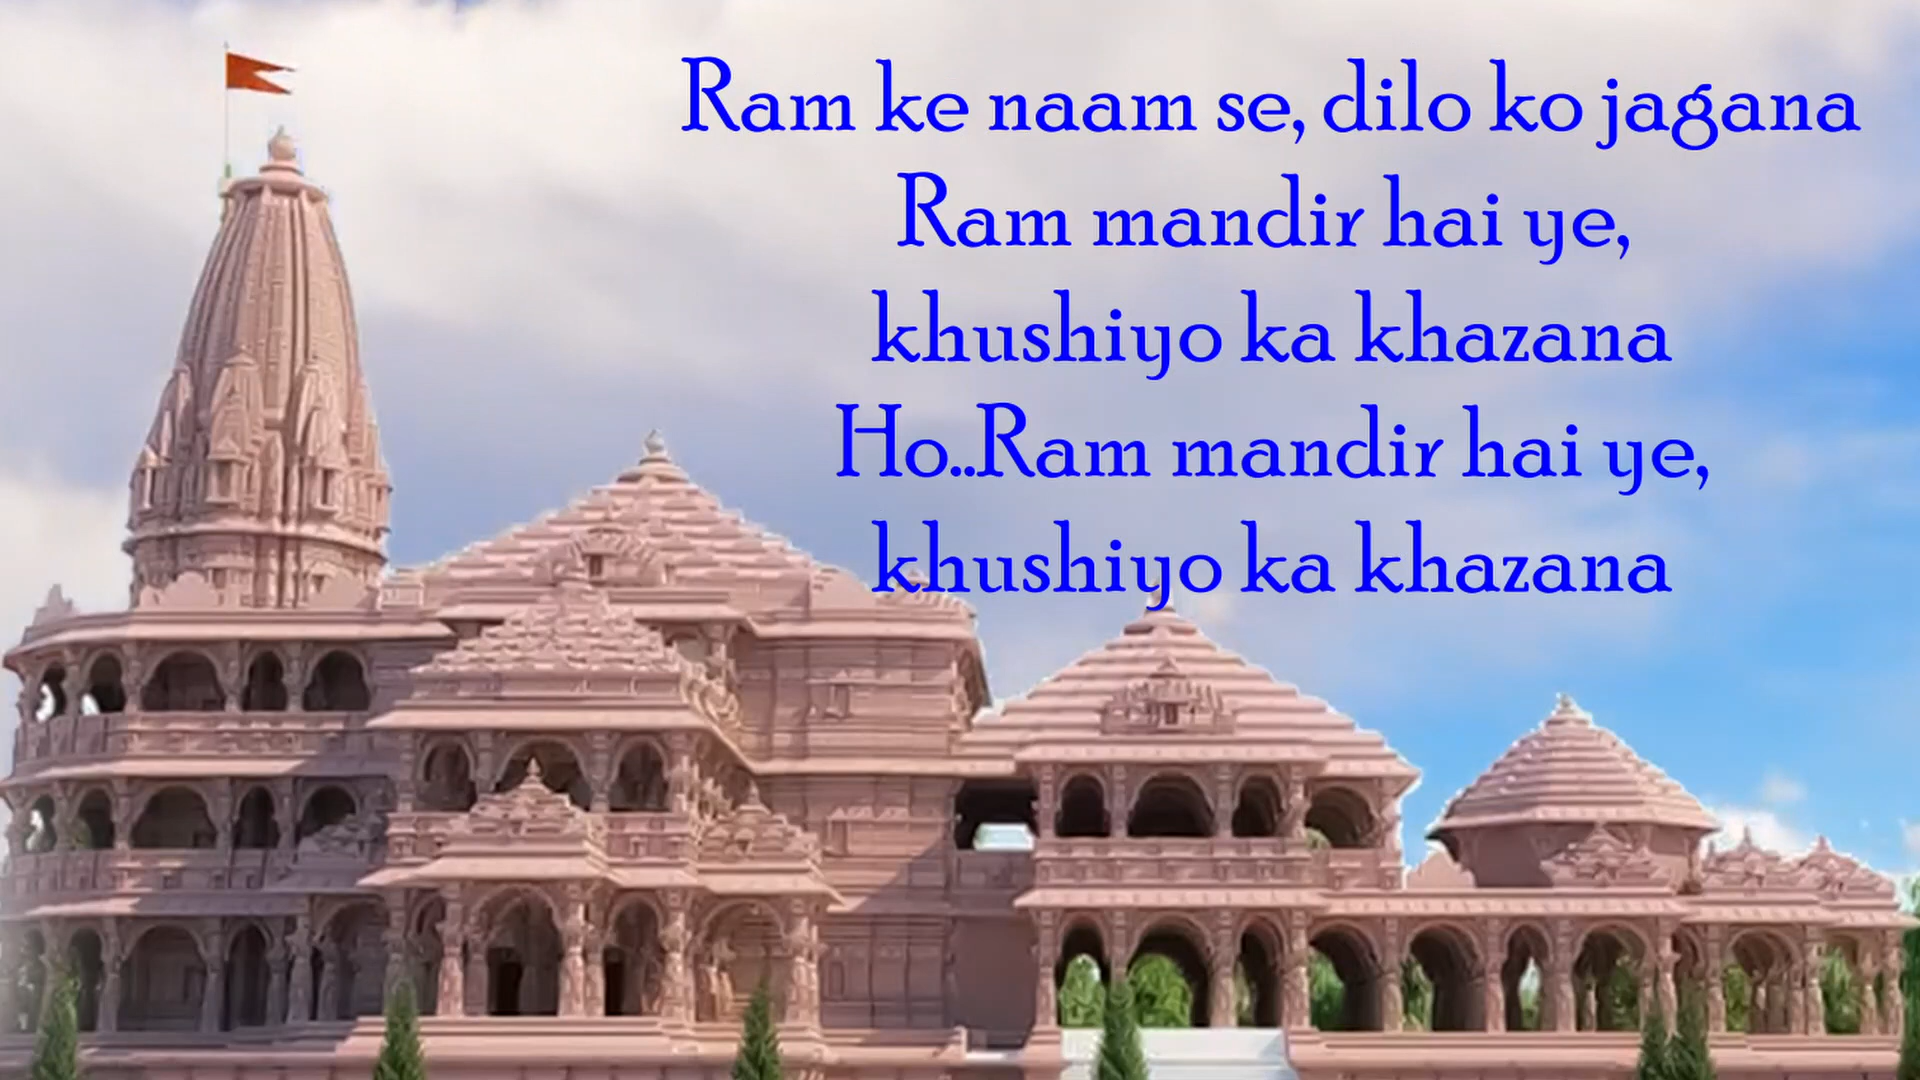 Ram ke naam se, dilo ko jagana
Ram mandir hai ye,
khushiyo ka khazana
Ho..Ram mandir hai ye,
khushiyo ka khazana